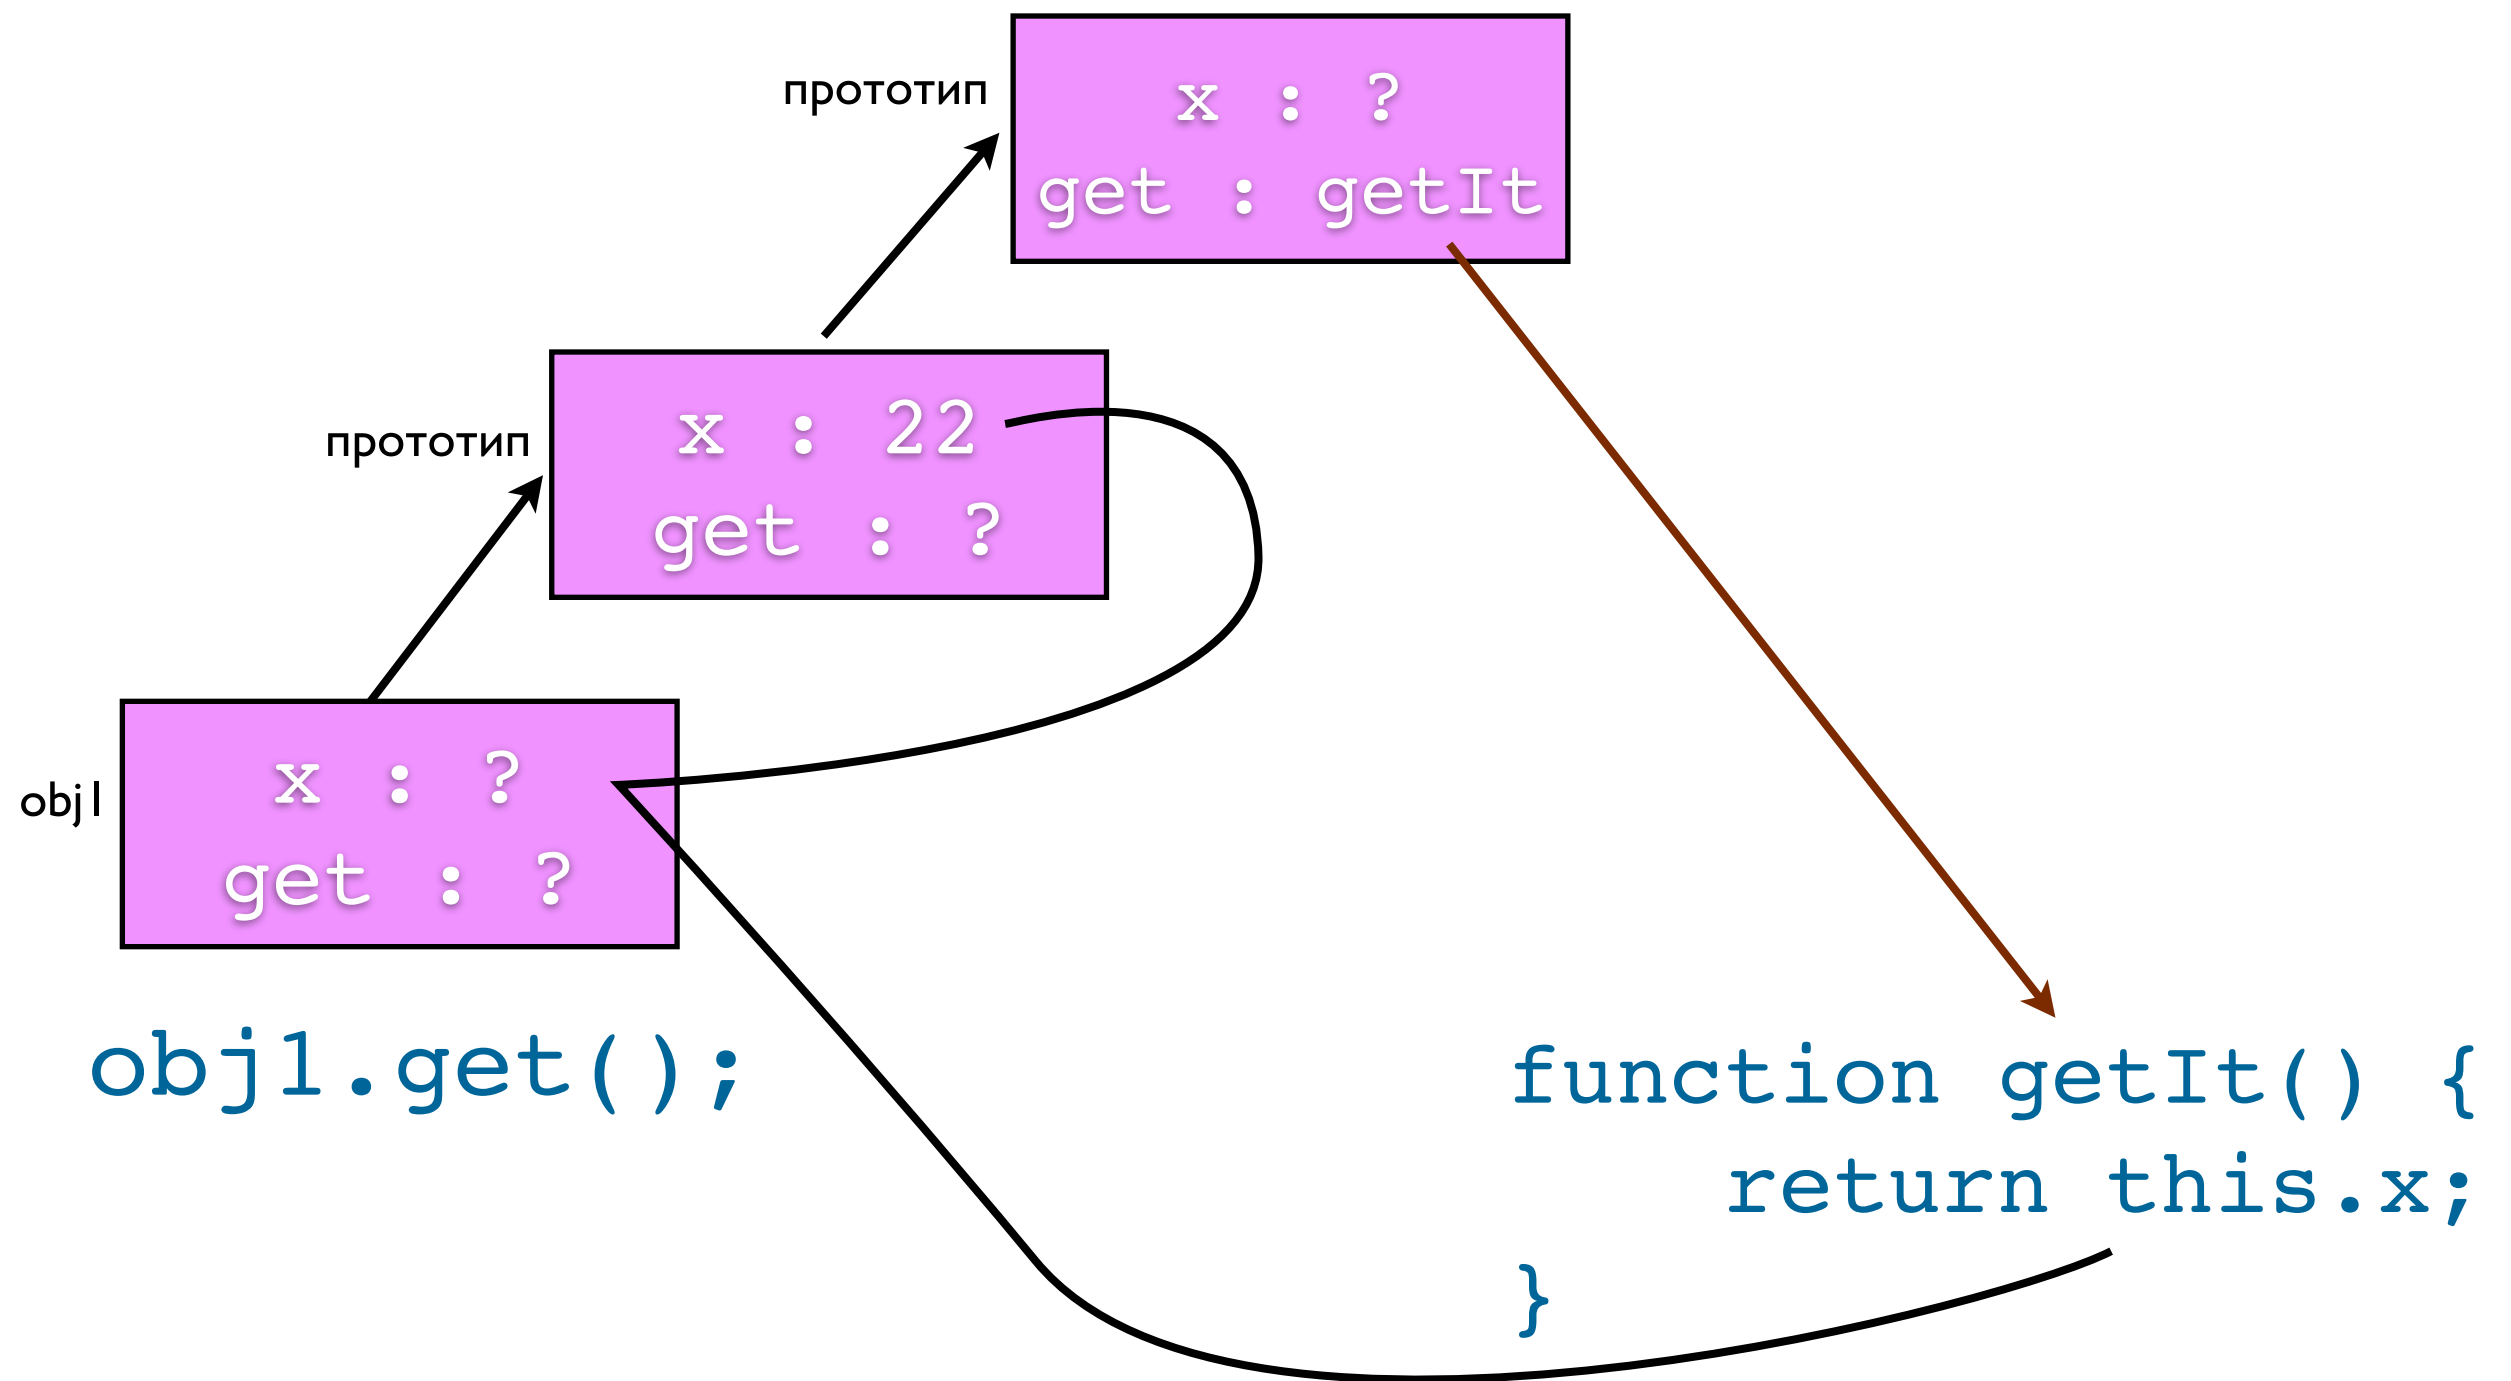 прототип
x : ?
get : getIt
прототип
x : 22
get : ?
obj1
x : ?
get : ?
obj1.get();
function getIt() {
return this.x;
}